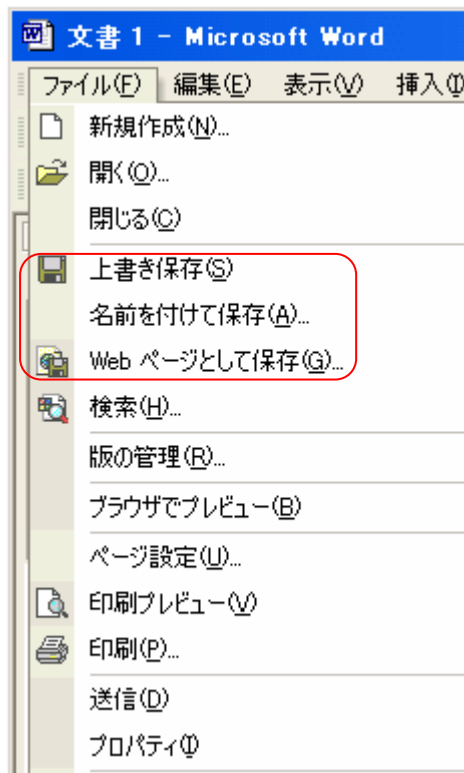 文書 1 - Microsoft Word
ファイル(F) 編集(E) 表示(V) 挿入(I
新規作成(N)...
開く(O)...
閉じる(C)
上書き保存(S)
名前を付けて保存(A)...
Web ページとして保存(G)...
検索(H)...
版の管理(R)...
ブラウザでプレビュー(B)
ページ設定(U)...
印刷プレビュー(V)
印刷(P)...
送信(D)
プロパティ(I)